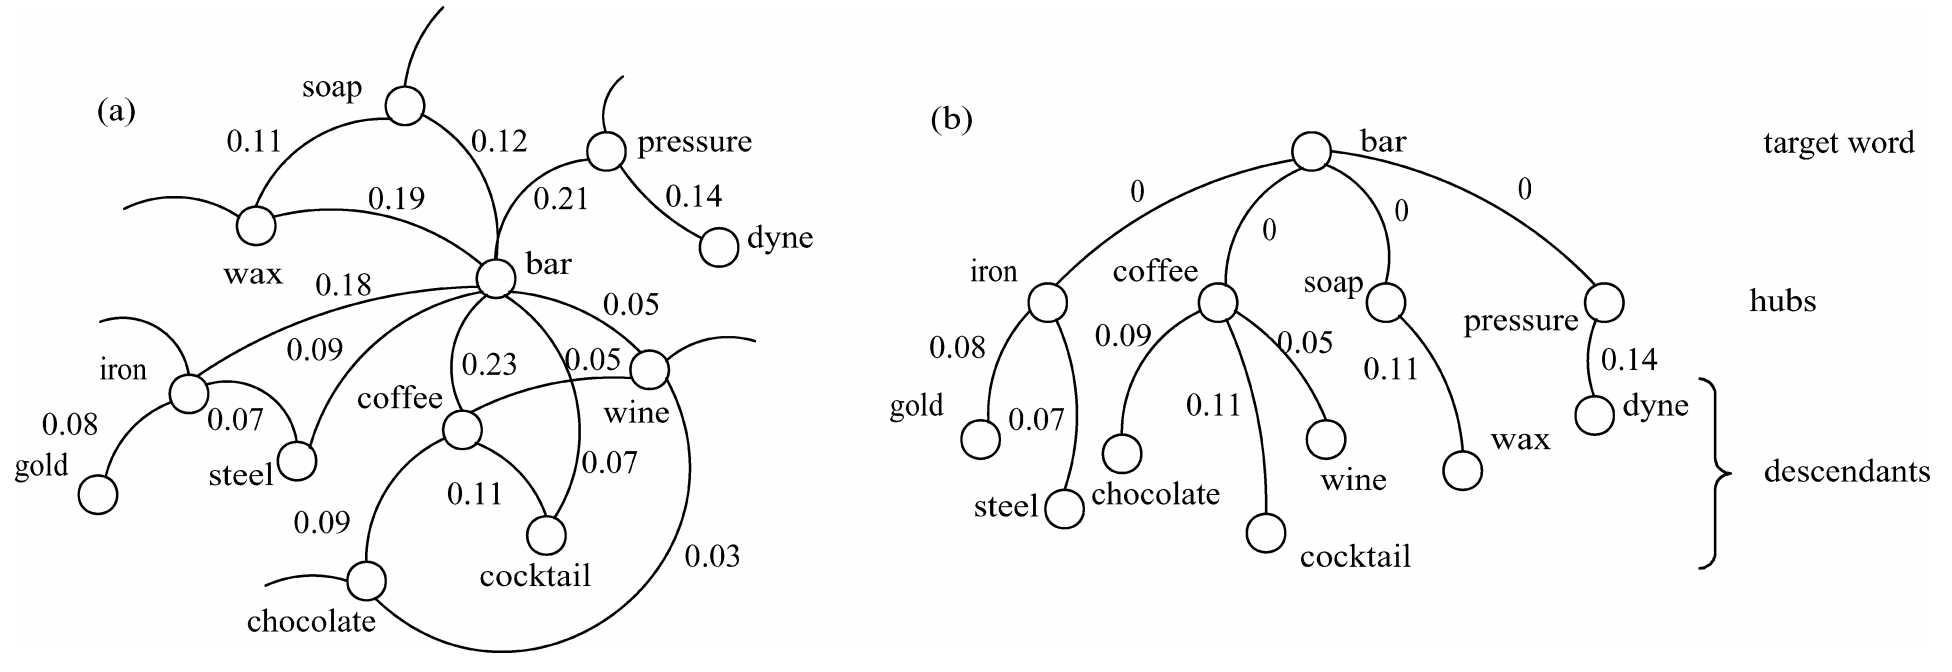 (a)
soap
0.11
0.12
pressure
0.19
0.21
0.14
dyne
wax
bar
0.18
0.05
iron
0.09
0.23
0.05
coffee
wine
0.08
0.07
gold
steel
0.07
0.11
0.09
0.03
cocktail
chocolate
(b)
bar
target word
0
0
0
0
iron
coffee
soap
pressure
hubs
0.08
0.09
0.05
0.11
0.14
gold
0.07
0.11
dyne
wax
steel
chocolate
wine
descendants
cocktail